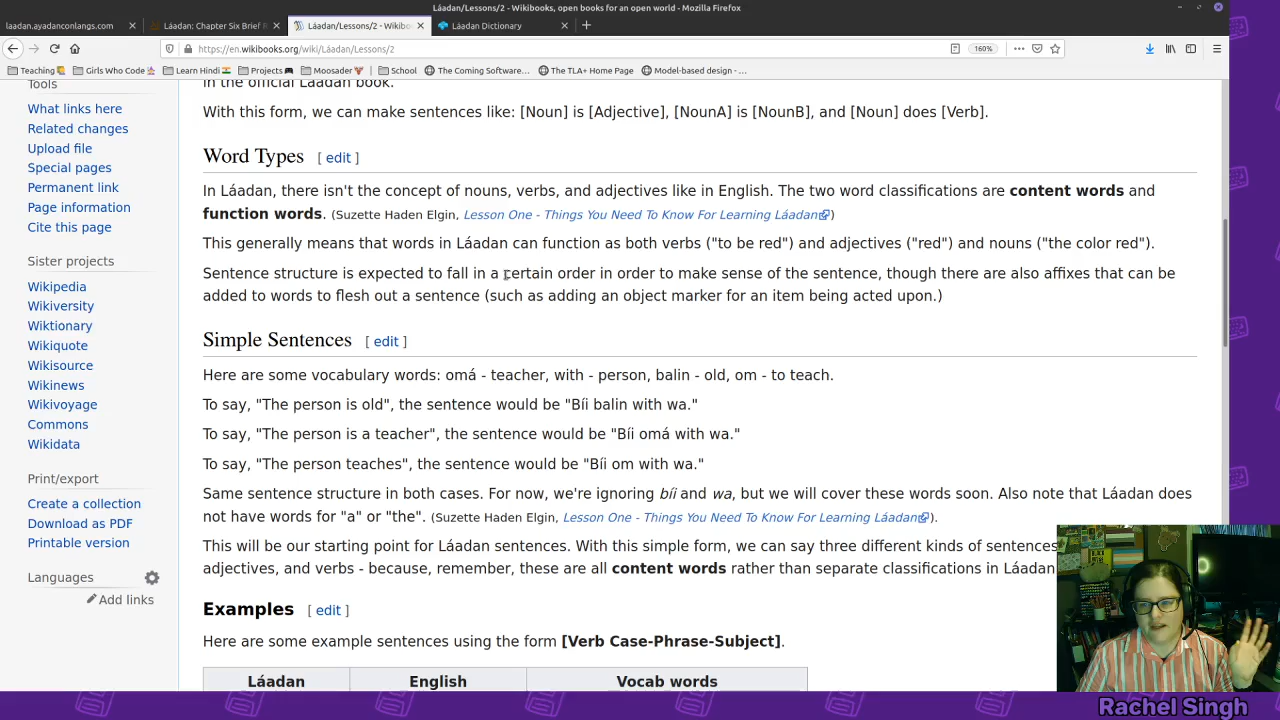 Láadan/Lessons/2 - Wikibooks, open books for an open world - Mozilla Firefox
laadan.ayadanconlangs.com
Láadan; Chapter Six Brief R
Láadan/Lessons/2 - Wikibo
Láadan Dictionary
https://en.wikibooks.org/wiki/Láadan/Lessons/2
160%
Teaching
Girls Who Code
Learn Hindi
Projects
Moosader
School
The Coming Software...
The TLA+ Home Page
Model-based design - ...
Tools
What links here
Related changes
Upload file
Special pages
Permanent link
Page information
Cite this page
Sister projects
Wikipedia
Wikiversity
Wiktionary
Wikiquote
Wikisource
Wikinews
Wikivoyage
Commons
Wikidata
Print/export
Create a collection
Download as PDF
Printable version
Languages
Add links
in the official Láadan book.
With this form, we can make sentences like: [Noun] is [Adjective], [NounA] is [NounB], and [Noun] does [Verb].
Word Types [ edit ]
In Láadan, there isn't the concept of nouns, verbs, and adjectives like in English. The two word classifications are content words and
function words. (Suzette Haden Elgin, Lesson One - Things You Need To Know For Learning Láadan)
This generally means that words in Láadan can function as both verbs ("to be red") and adjectives ("red") and nouns ("the color red").
Sentence structure is expected to fall in a certain order in order to make sense of the sentence, though there are also affixes that can be
added to words to flesh out a sentence (such as adding an object marker for an item being acted upon.)
Simple Sentences [ edit ]
Here are some vocabulary words: omá - teacher, with - person, balin - old, om - to teach.
To say, "The person is old", the sentence would be "Bíi balin with wa."
To say, "The person is a teacher", the sentence would be "Bíi omá with wa."
To say, "The person teaches", the sentence would be "Bíi om with wa."
Same sentence structure in both cases. For now, we're ignoring bíi and wa, but we will cover these words soon. Also note that Láadan does
not have words for "a" or "the". (Suzette Haden Elgin, Lesson One - Things You Need To Know For Learning Láadan).
This will be our starting point for Láadan sentences. With this simple form, we can say three different kinds of sentences
adjectives, and verbs - because, remember, these are all content words rather than separate classifications in Láadan
Examples [ edit ]
Here are some example sentences using the form [Verb Case-Phrase-Subject].
Láadan English Vocab words
Rachel Singh